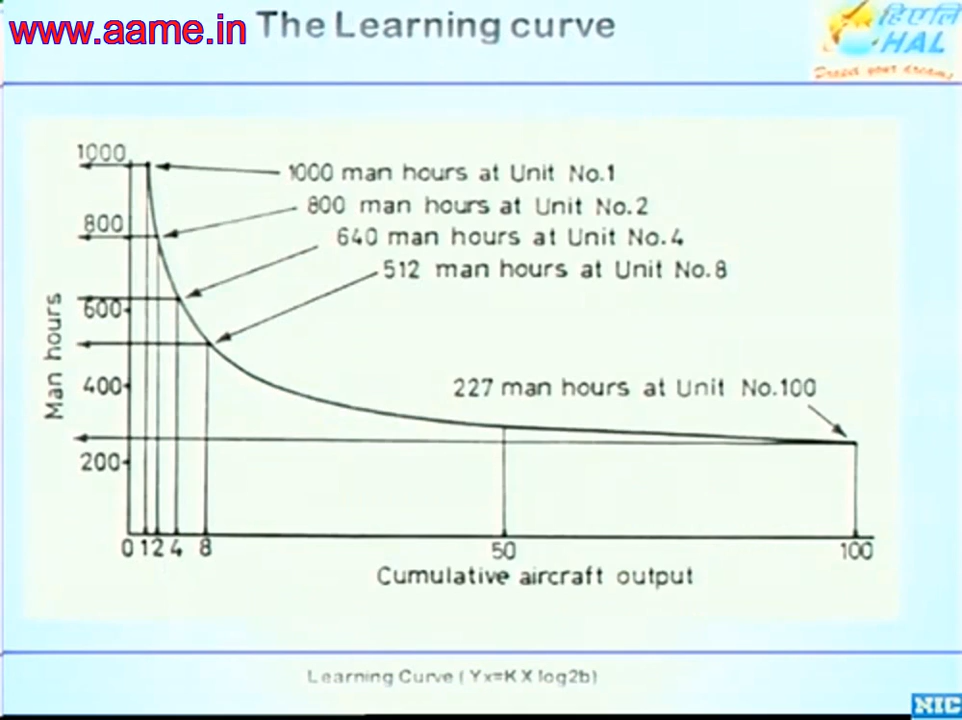 www.aame.in The Learning curve
हिएलि
HAL
1000
1000 man hours at Unit No.1
800 man hours at Unit No.2
800
640 man hours at Unit No.4
512 man hours at Unit No.8
600
Man hours
400
227 man hours at Unit No.100
200
0 1 2 4 8 50 100
Cumulative aircraft output
Learning Curve ( Yx=K X log2b)
NIC